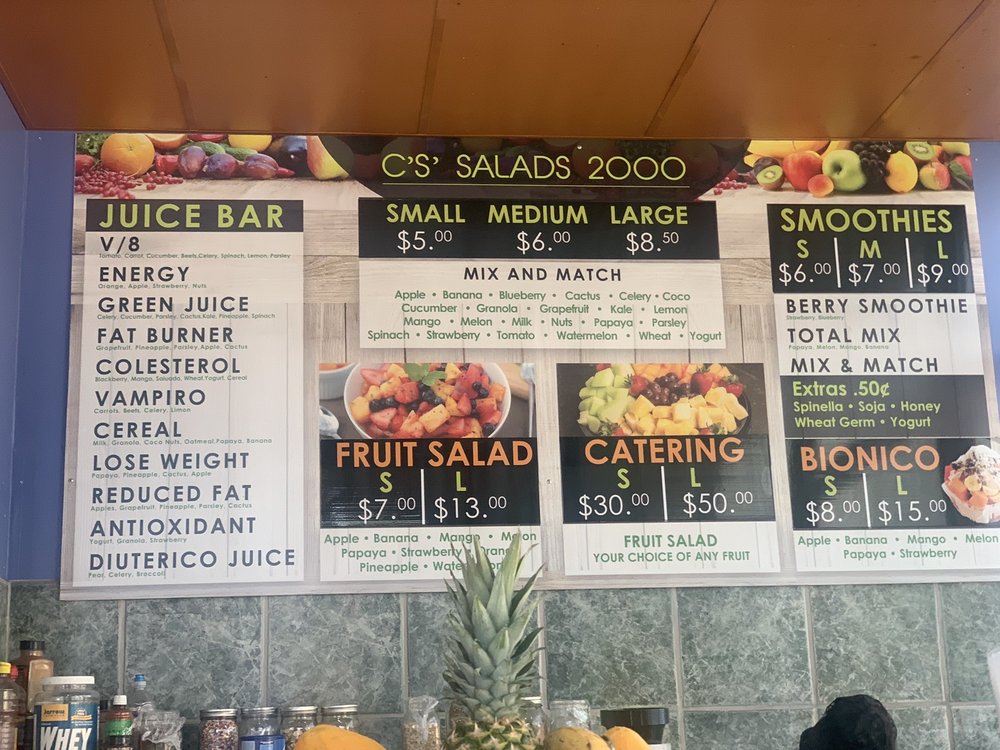 C'S' SALADS 2000
JUICE BAR
V/8
Tomato, Carrot, Cucumber, Beets,Celery, Spinach, Lemon, Parsley
ENERGY
Orange, Apple, Strawberry, Nuts
GREEN JUICE
Celery, Cucumber, Parsley, Cactus,Kale, Pineapple, Spinach
FAT BURNER
Grapefruit, Pineapple, Parsley,Apple, Cactus
COLESTEROL
Blackberry, Mango, Salvado, Wheat,Yogurt, Cereal
VAMPIRO
Carrots, Beets, Celery, Limon
CEREAL
Milk, Granola, Coco Nuts, Oatmeal,Papaya, Banana
LOSE WEIGHT
Papaya, Pineapple, Cactus, Apple
REDUCED FAT
Apples, Grapefruit, Pineapple, Parsley, Cactus
ANTIOXIDANT
Yogurt, Granola, Strawberry
DIUTERICO JUICE
Pear, Celery, Broccoli
SMALL MEDIUM LARGE
$5.00 $6.00 $8.50
MIX AND MATCH
Apple • Banana • Blueberry • Cactus • Celery • Coco
Cucumber • Granola • Grapefruit • Kale • Lemon
Mango • Melon • Milk • Nuts • Papaya • Parsley
Spinach • Strawberry • Tomato • Watermelon • Wheat • Yogurt
FRUIT SALAD
S L
$7.00 $13.00
Apple • Banana • Mango • Melon
Papaya • Strawberry
Pineapple •
CATERING
S L
$30.00 $50.00
FRUIT SALAD
YOUR CHOICE OF ANY FRUIT
SMOOTHIES
S M L
$6.00 $7.00 $9.00
BERRY SMOOTHIE
Strawberry, Blueberry
TOTAL MIX
Papaya, Melon, Mango, Banana
MIX & MATCH
Extras .50¢
Spinella • Soja • Honey
Wheat Germ • Yogurt
BIONICO
S L
$8.00 $15.00
Apple • Banana • Mango • Melon
Papaya • Strawberry
Jarrow
WHEY